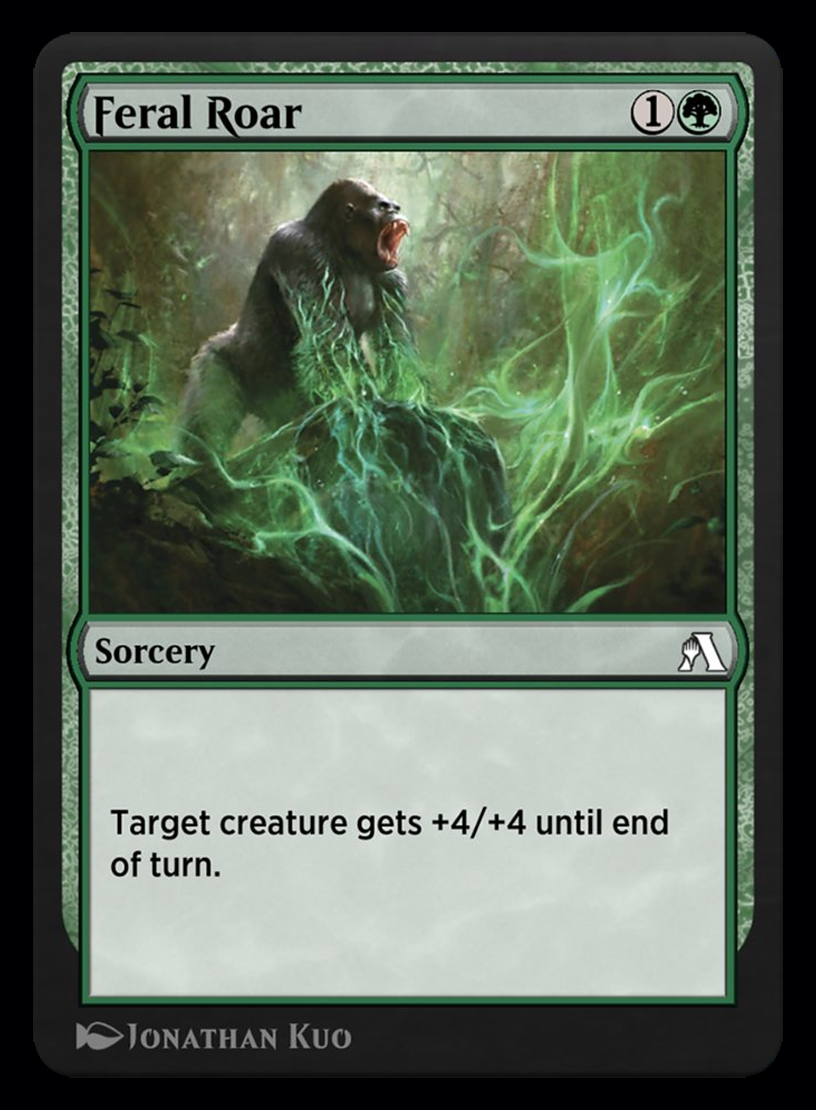 Feral Roar 1
Sorcery
Target creature gets +4/+4 until end
of turn.
Jonathan Kuo